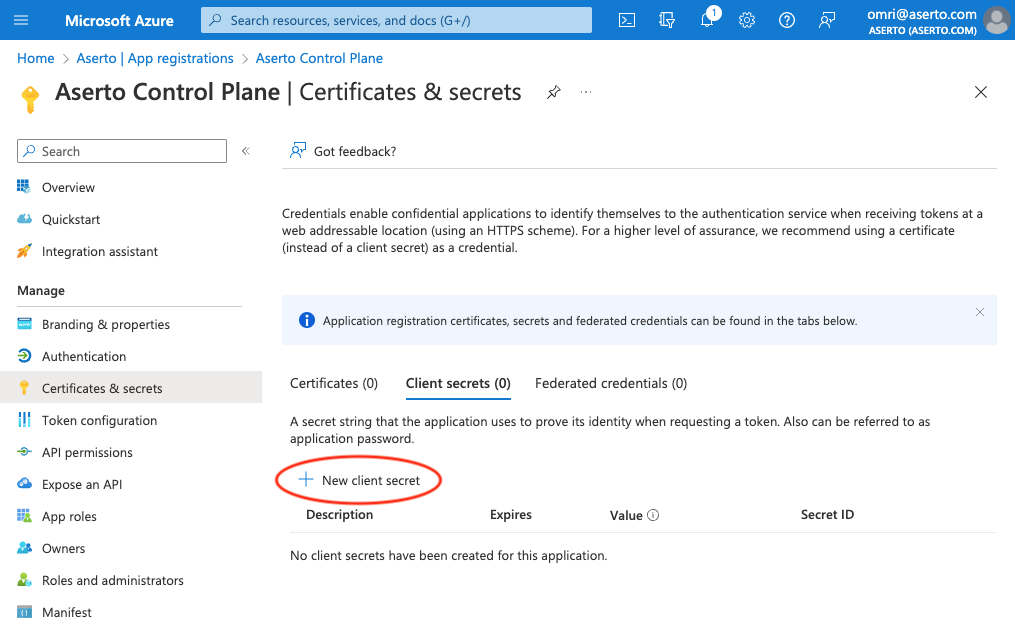 Microsoft Azure
Search resources, services, and docs (G+/)
1
omri@aserto.com
ASERTO (ASERTO.COM)
Home > Aserto | App registrations > Aserto Control Plane
Aserto Control Plane | Certificates & secrets
Search
Got feedback?
Overview
Quickstart
Integration assistant
Manage
Branding & properties
Authentication
Certificates & secrets
Token configuration
API permissions
Expose an API
App roles
Owners
Roles and administrators
Manifest
Credentials enable confidential applications to identify themselves to the authentication service when receiving tokens at a
web addressable location (using an HTTPS scheme). For a higher level of assurance, we recommend using a certificate
(instead of a client secret) as a credential.
Application registration certificates, secrets and federated credentials can be found in the tabs below.
Certificates (0) Client secrets (0) Federated credentials (0)
A secret string that the application uses to prove its identity when requesting a token. Also can be referred to as
application password.
New client secret
Description Expires Value Secret ID
No client secrets have been created for this application.